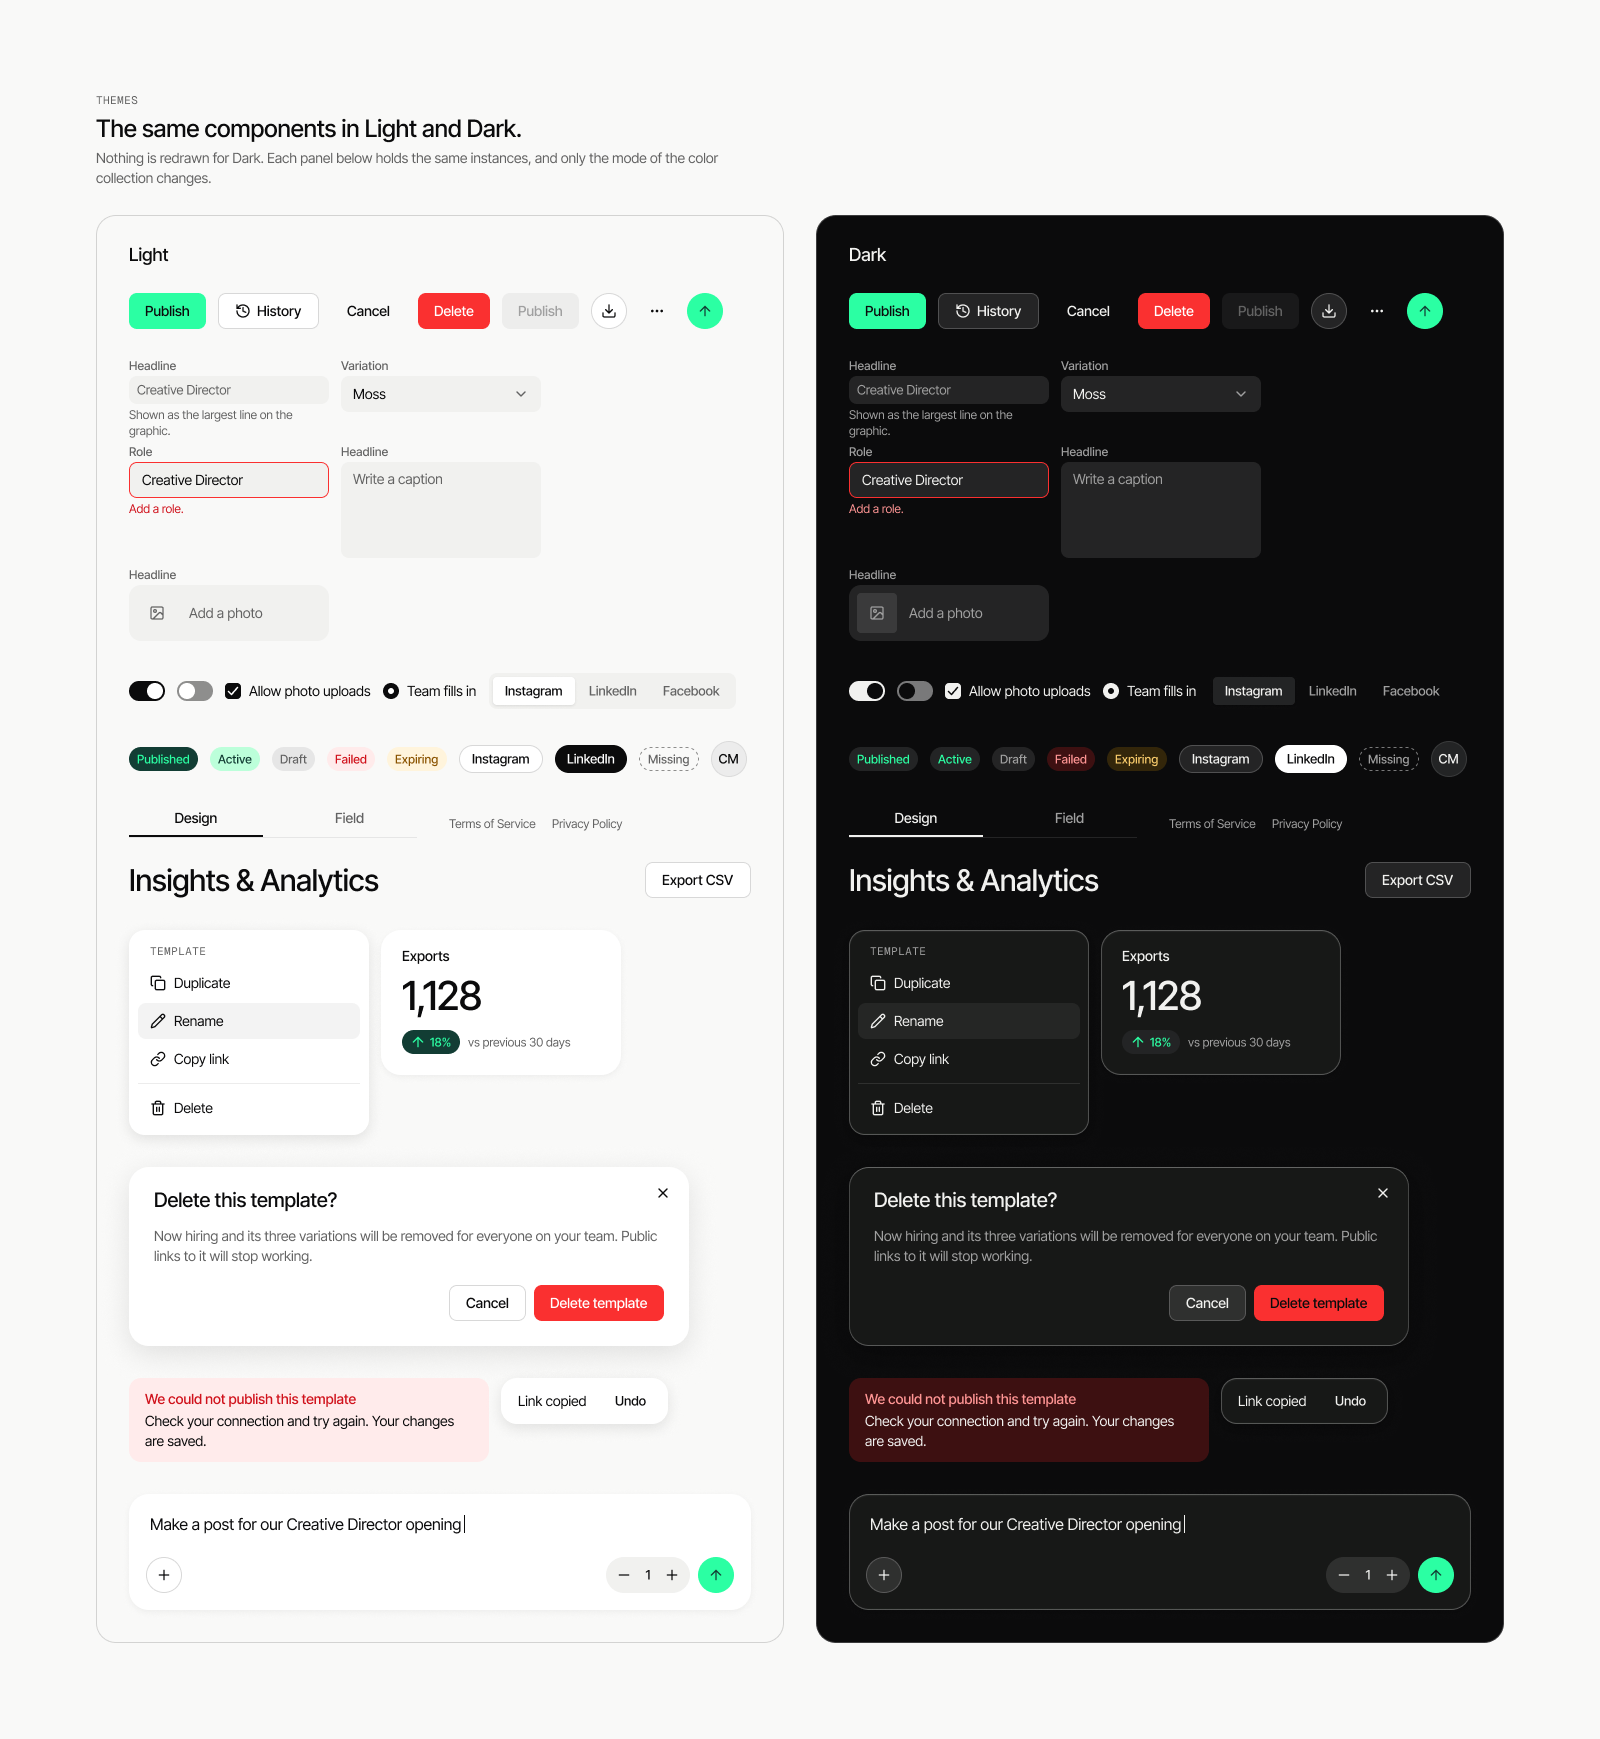 THEMES
The same components in Light and Dark.
Nothing is redrawn for Dark. Each panel below holds the same instances, and only the mode of the color
collection changes.
Light
Publish
History
Cancel
Delete
Publish
Headline
Variation
Creative Director
Moss
Shown as the largest line on the
graphic.
Role
Headline
Creative Director
Write a caption
Add a role.
Headline
Add a photo
Allow photo uploads
Team fills in
Instagram
LinkedIn
Facebook
Published
Active
Draft
Failed
Expiring
Instagram
LinkedIn
Missing
CM
Design
Field
Terms of Service
Privacy Policy
Insights & Analytics
Export CSV
TEMPLATE
Duplicate
Rename
Copy link
Delete
Exports
1,128
18%
vs previous 30 days
Delete this template?
Now hiring and its three variations will be removed for everyone on your team. Public
links to it will stop working.
Cancel
Delete template
We could not publish this template
Check your connection and try again. Your changes
are saved.
Link copied
Undo
Make a post for our Creative Director opening
1
Dark
Publish
History
Cancel
Delete
Publish
Headline
Variation
Creative Director
Moss
Shown as the largest line on the
graphic.
Role
Headline
Creative Director
Write a caption
Add a role.
Headline
Add a photo
Allow photo uploads
Team fills in
Instagram
LinkedIn
Facebook
Published
Active
Draft
Failed
Expiring
Instagram
LinkedIn
Missing
CM
Design
Field
Terms of Service
Privacy Policy
Insights & Analytics
Export CSV
TEMPLATE
Duplicate
Rename
Copy link
Delete
Exports
1,128
18%
vs previous 30 days
Delete this template?
Now hiring and its three variations will be removed for everyone on your team. Public
links to it will stop working.
Cancel
Delete template
We could not publish this template
Check your connection and try again. Your changes
are saved.
Link copied
Undo
Make a post for our Creative Director opening
1